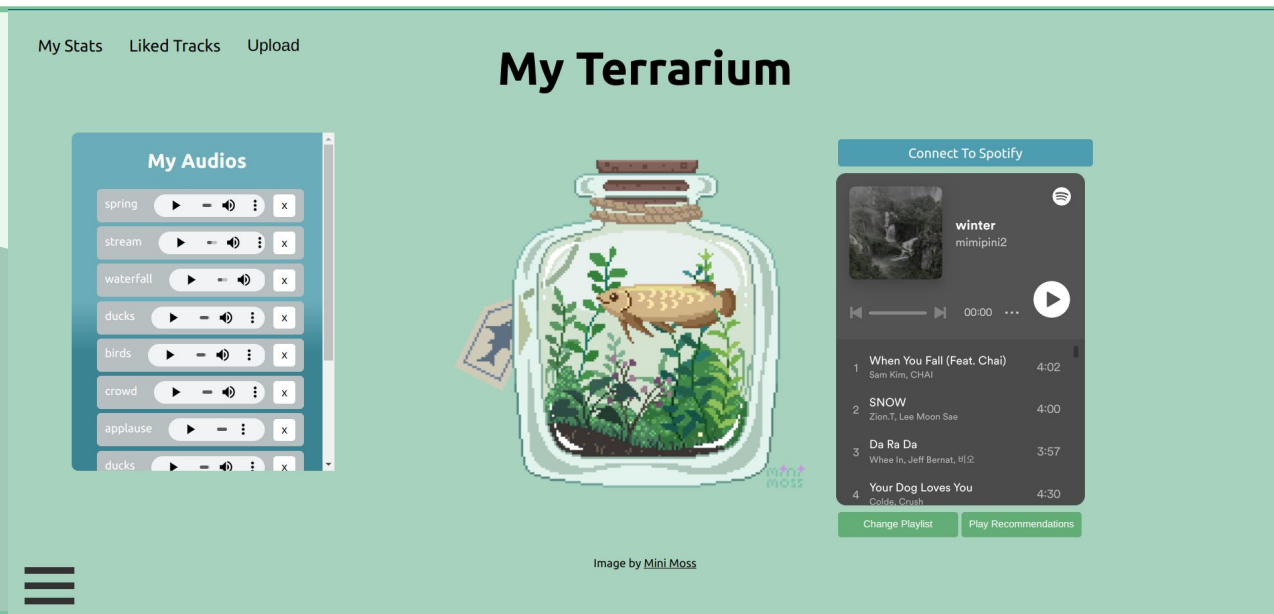 My Stats Liked Tracks Upload
My Terrarium
My Audios
spring x
stream x
waterfall x
ducks x
birds x
crowd x
applause x
ducks x
mini
moss
Connect To Spotify
winter
mimipini2
00:00
1 When You Fall (Feat. Chai) 4:02
Sam Kim, CHAI
2 SNOW 4:00
Zion.T, Lee Moon Sae
3 Da Ra Da 3:57
Whee In, Jeff Bernat, 비오
4 Your Dog Loves You 4:30
Colde, Crush
Change Playlist Play Recommendations
Image by Mini Moss